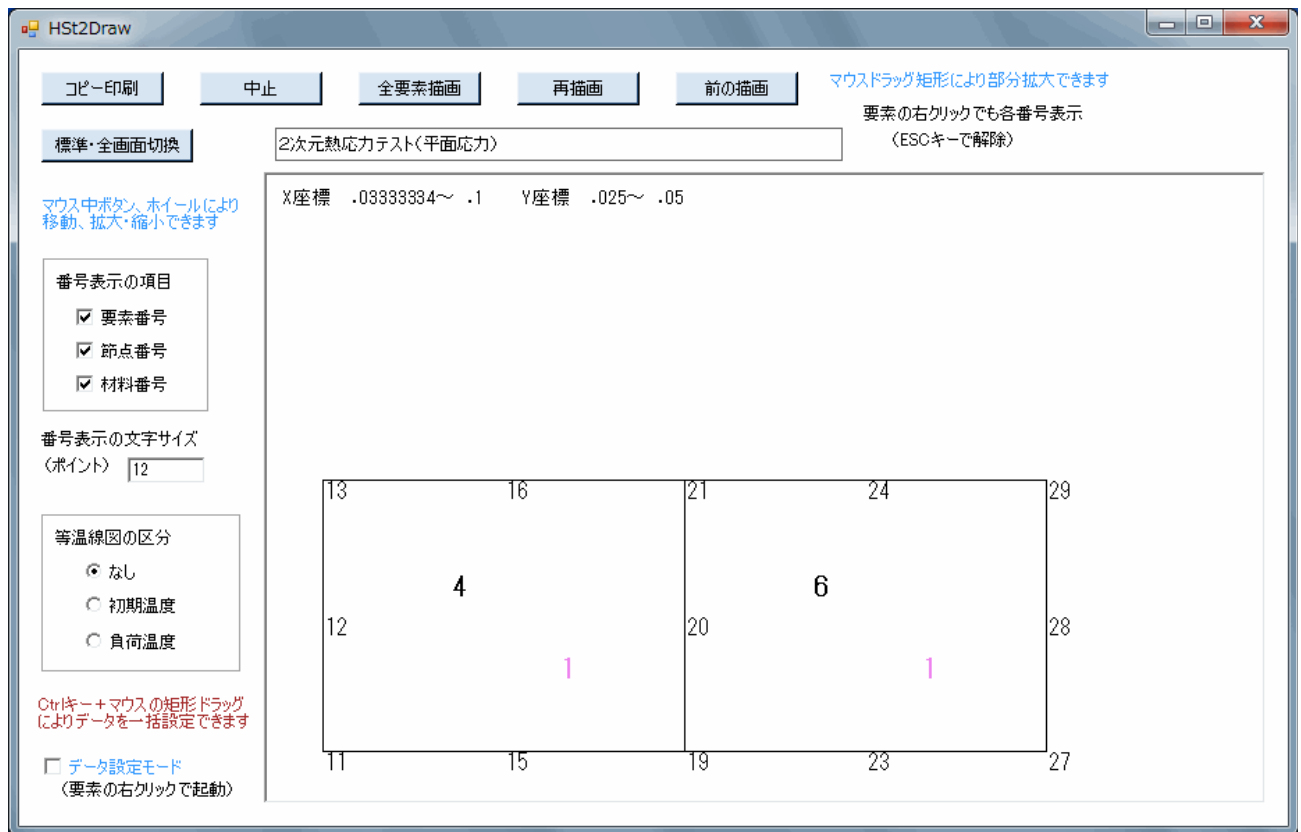 HSt2Draw
コピー印刷 中止 全要素描画 再描画 前の描画
マウスドラッグ矩形により部分拡大できます
要素の右クリックでも各番号表示
(ESCキーで解除)
標準・全画面切換
2次元熱応力テスト(平面応力)
マウス中ボタン、ホイールにより
移動、拡大・縮小できます
X座標 .03333334～ .1 Y座標 .025～ .05
番号表示の項目
要素番号
節点番号
材料番号
番号表示の文字サイズ
(ポイント) 12
等温線図の区分
なし
初期温度
負荷温度
Ctrlキー+マウスの矩形ドラッグ
によりデータを一括設定できます
データ設定モード
(要素の右クリックで起動)
13 16 21 24 29
4 6
12 20 28
1 1
11 15 19 23 27